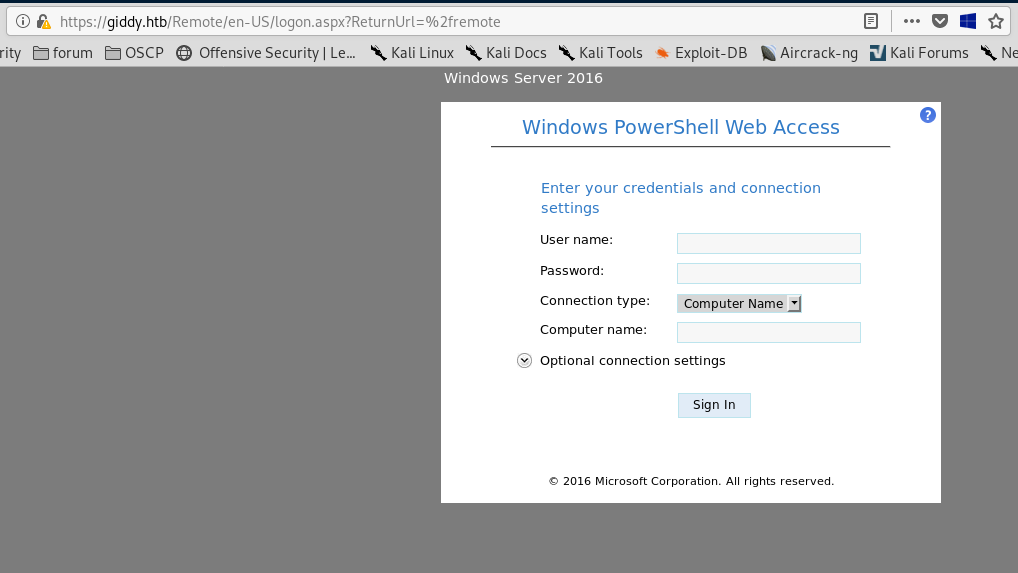 https://giddy.htb/Remote/en-US/logon.aspx?ReturnUrl=%2fremote
rity forum OSCP Offensive Security | Le... Kali Linux Kali Docs Kali Tools Exploit-DB Aircrack-ng Kali Forums Ne
Windows Server 2016
?
Windows PowerShell Web Access
Enter your credentials and connection
settings
User name:
Password:
Connection type: Computer Name
Computer name:
Optional connection settings
Sign In
© 2016 Microsoft Corporation. All rights reserved.